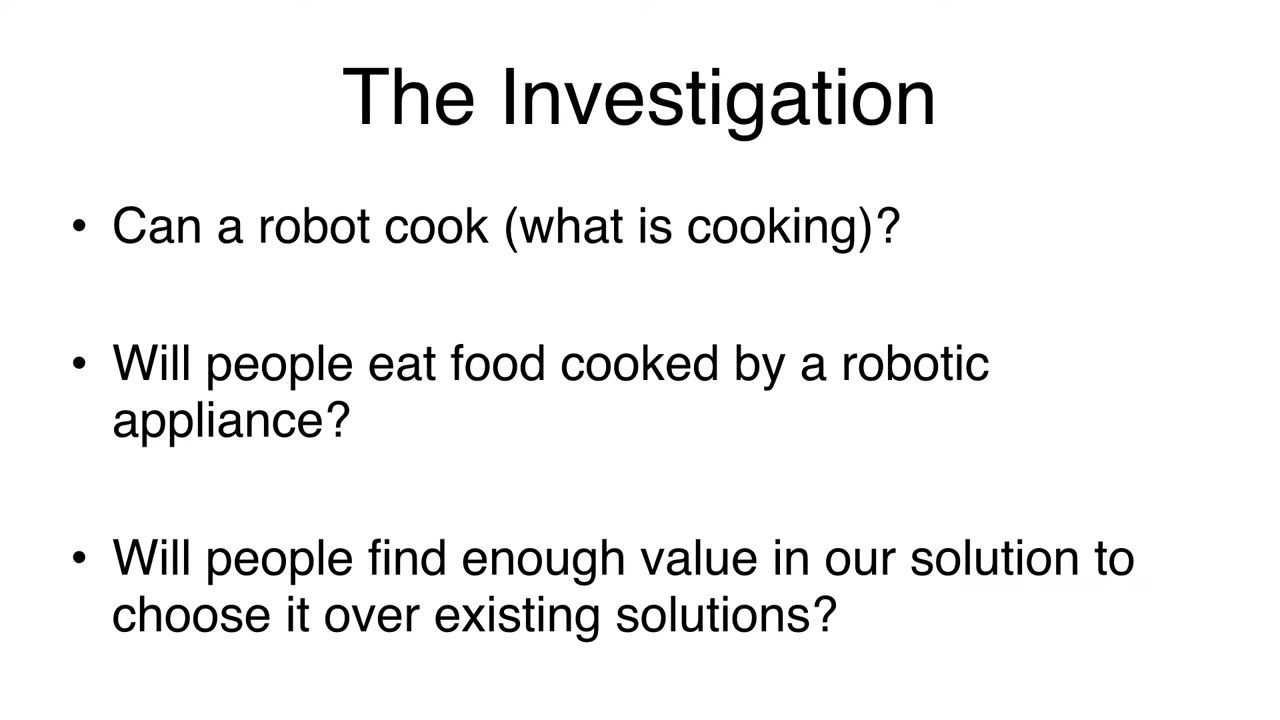 The Investigation
• Can a robot cook (what is cooking)?
• Will people eat food cooked by a robotic
appliance?
• Will people find enough value in our solution to
choose it over existing solutions?